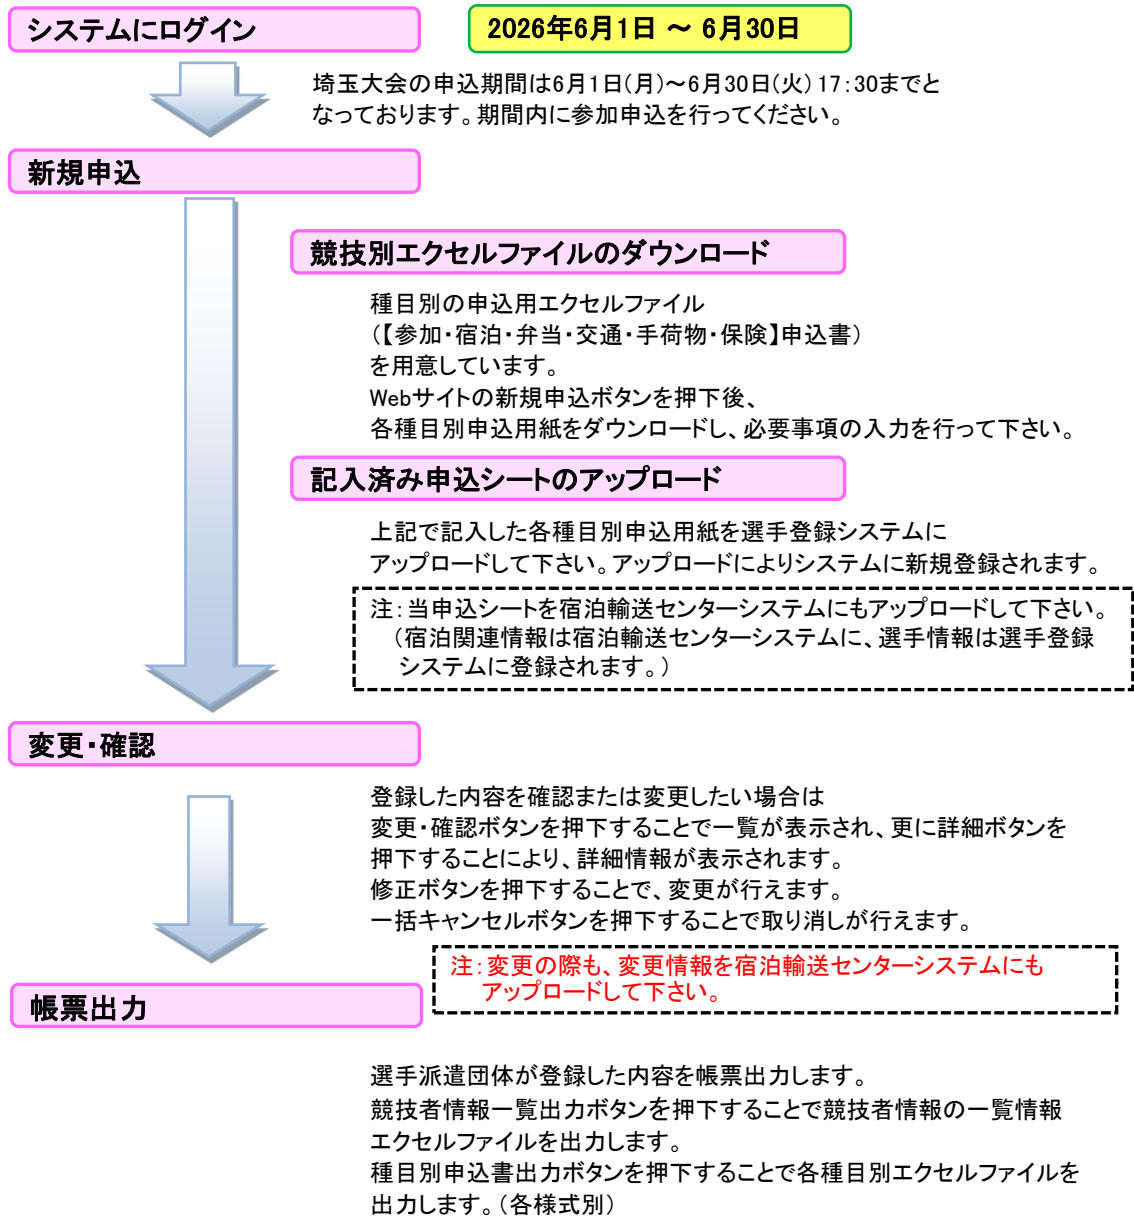 システムにログイン
2026年6月1日 ～ 6月30日
埼玉大会の申込期間は6月1日(月)～6月30日(火) 17:30までと
なっております。期間内に参加申込を行ってください。
新規申込
競技別エクセルファイルのダウンロード
種目別の申込用エクセルファイル
（【参加・宿泊・弁当・交通・手荷物・保険】申込書）
を用意しています。
Webサイトの新規申込ボタンを押下後、
各種目別申込用紙をダウンロードし、必要事項の入力を行って下さい。
記入済み申込シートのアップロード
上記で記入した各種目別申込用紙を選手登録システムに
アップロードして下さい。アップロードによりシステムに新規登録されます。
注：当申込シートを宿泊輸送センターシステムにもアップロードして下さい。
（宿泊関連情報は宿泊輸送センターシステムに、選手情報は選手登録
システムに登録されます。）
変更・確認
登録した内容を確認または変更したい場合は
変更・確認ボタンを押下することで一覧が表示され、更に詳細ボタンを
押下することにより、詳細情報が表示されます。
修正ボタンを押下することで、変更が行えます。
一括キャンセルボタンを押下することで取り消しが行えます。
注：変更の際も、変更情報を宿泊輸送センターシステムにも
アップロードして下さい。
帳票出力
選手派遣団体が登録した内容を帳票出力します。
競技者情報一覧出力ボタンを押下することで競技者情報の一覧情報
エクセルファイルを出力します。
種目別申込書出力ボタンを押下することで各種目別エクセルファイルを
出力します。（各様式別）